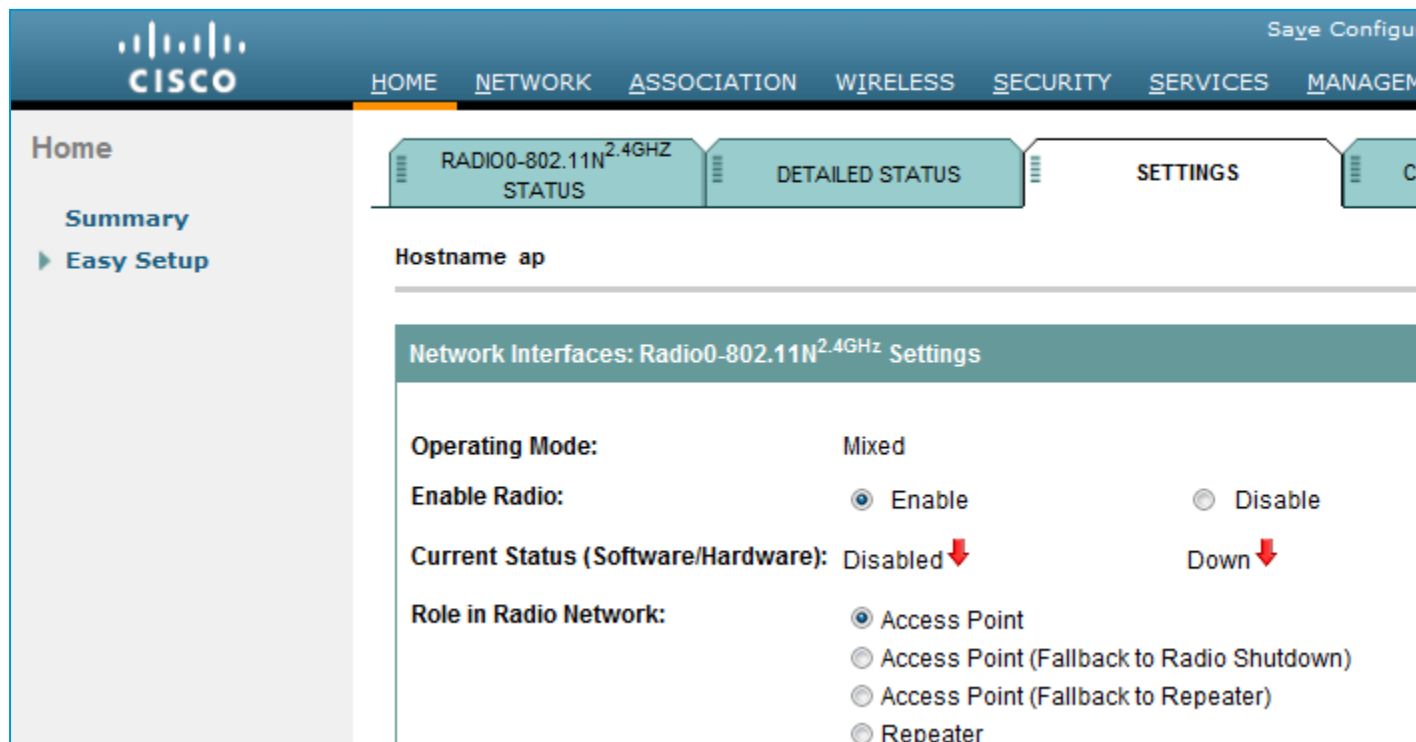 Save Configu
CISCO
HOME NETWORK ASSOCIATION WIRELESS SECURITY SERVICES MANAGEM
Home
Summary
Easy Setup
RADIO0-802.11N2.4GHZ
STATUS
DETAILED STATUS
SETTINGS
C
Hostname ap
Network Interfaces: Radio0-802.11N2.4GHz Settings
Operating Mode: Mixed
Enable Radio: Enable Disable
Current Status (Software/Hardware): Disabled Down
Role in Radio Network: Access Point
Access Point (Fallback to Radio Shutdown)
Access Point (Fallback to Repeater)
Repeater